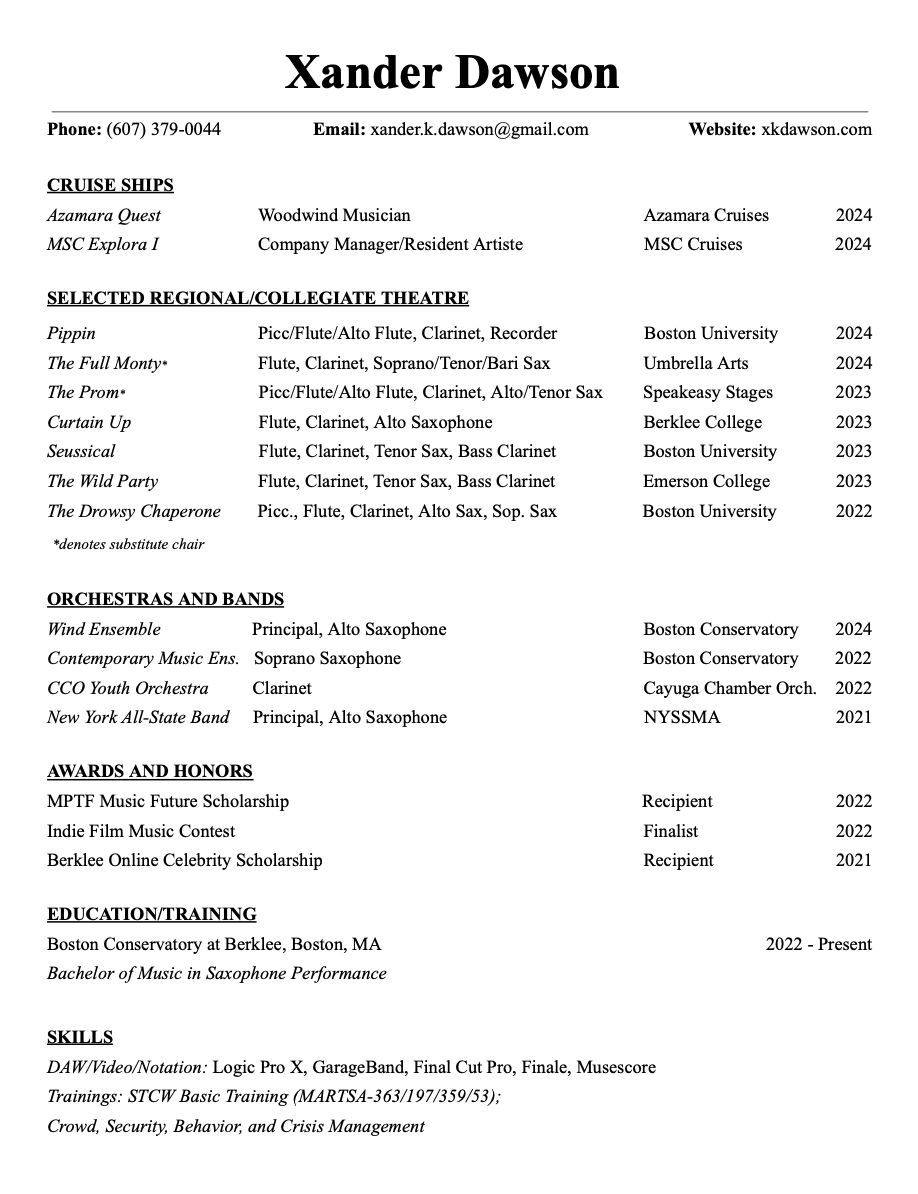 Xander Dawson
Phone: (607) 379-0044 Email: xander.k.dawson@gmail.com Website: xkdawson.com
CRUISE SHIPS
Azamara Quest Woodwind Musician Azamara Cruises 2024
MSC Explora I Company Manager/Resident Artiste MSC Cruises 2024
SELECTED REGIONAL/COLLEGIATE THEATRE
Pippin Picc/Flute/Alto Flute, Clarinet, Recorder Boston University 2024
The Full Monty* Flute, Clarinet, Soprano/Tenor/Bari Sax Umbrella Arts 2024
The Prom* Picc/Flute/Alto Flute, Clarinet, Alto/Tenor Sax Speakeasy Stages 2023
Curtain Up Flute, Clarinet, Alto Saxophone Berklee College 2023
Seussical Flute, Clarinet, Tenor Sax, Bass Clarinet Boston University 2023
The Wild Party Flute, Clarinet, Tenor Sax, Bass Clarinet Emerson College 2023
The Drowsy Chaperone Picc., Flute, Clarinet, Alto Sax, Sop. Sax Boston University 2022
*denotes substitute chair
ORCHESTRAS AND BANDS
Wind Ensemble Principal, Alto Saxophone Boston Conservatory 2024
Contemporary Music Ens. Soprano Saxophone Boston Conservatory 2022
CCO Youth Orchestra Clarinet Cayuga Chamber Orch. 2022
New York All-State Band Principal, Alto Saxophone NYSSMA 2021
AWARDS AND HONORS
MPTF Music Future Scholarship Recipient 2022
Indie Film Music Contest Finalist 2022
Berklee Online Celebrity Scholarship Recipient 2021
EDUCATION/TRAINING
Boston Conservatory at Berklee, Boston, MA 2022 - Present
Bachelor of Music in Saxophone Performance
SKILLS
DAW/Video/Notation: Logic Pro X, GarageBand, Final Cut Pro, Finale, Musescore
Trainings: STCW Basic Training (MARTSA-363/197/359/53);
Crowd, Security, Behavior, and Crisis Management